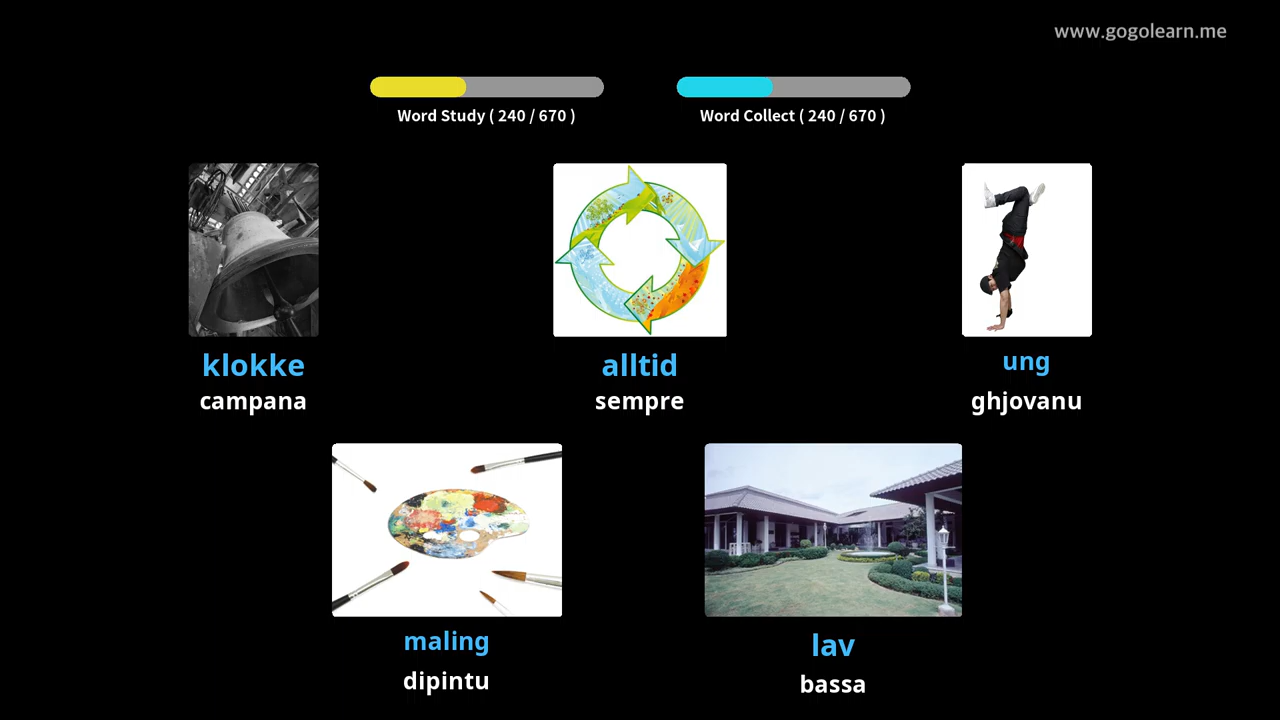 www.gogolearn.me
Word Study ( 240 / 670 )
Word Collect ( 240 / 670 )
klokke
campana
alltid
sempre
ung
ghjovanu
maling
dipintu
lav
bassa